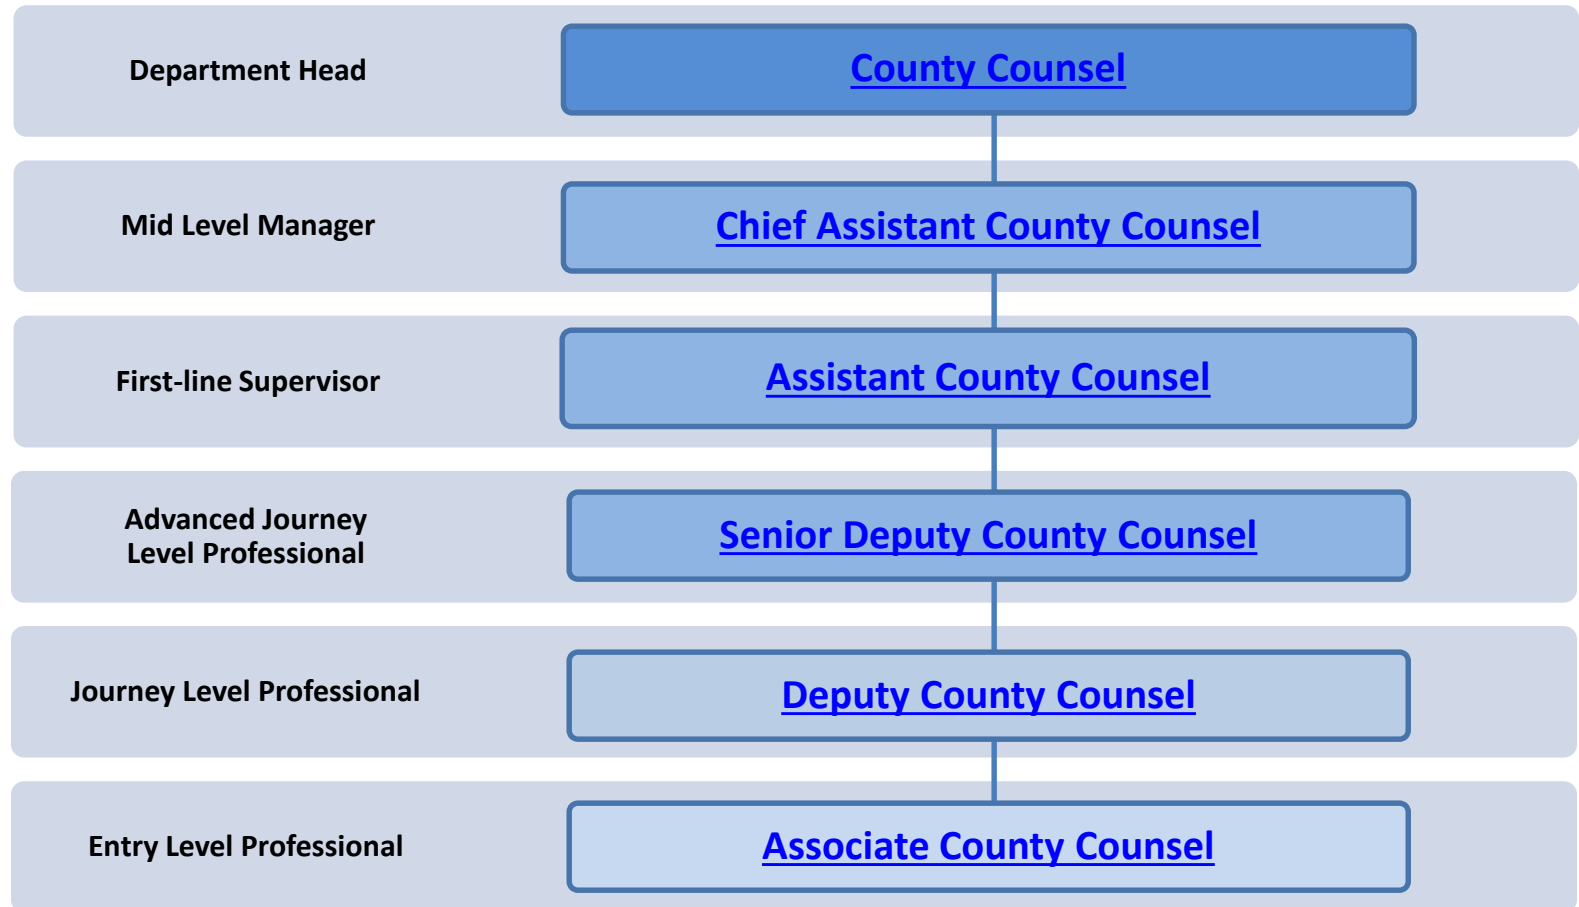 Department Head
County Counsel
Mid Level Manager
Chief Assistant County Counsel
First-line Supervisor
Assistant County Counsel
Advanced Journey
Level Professional
Senior Deputy County Counsel
Journey Level Professional
Deputy County Counsel
Entry Level Professional
Associate County Counsel